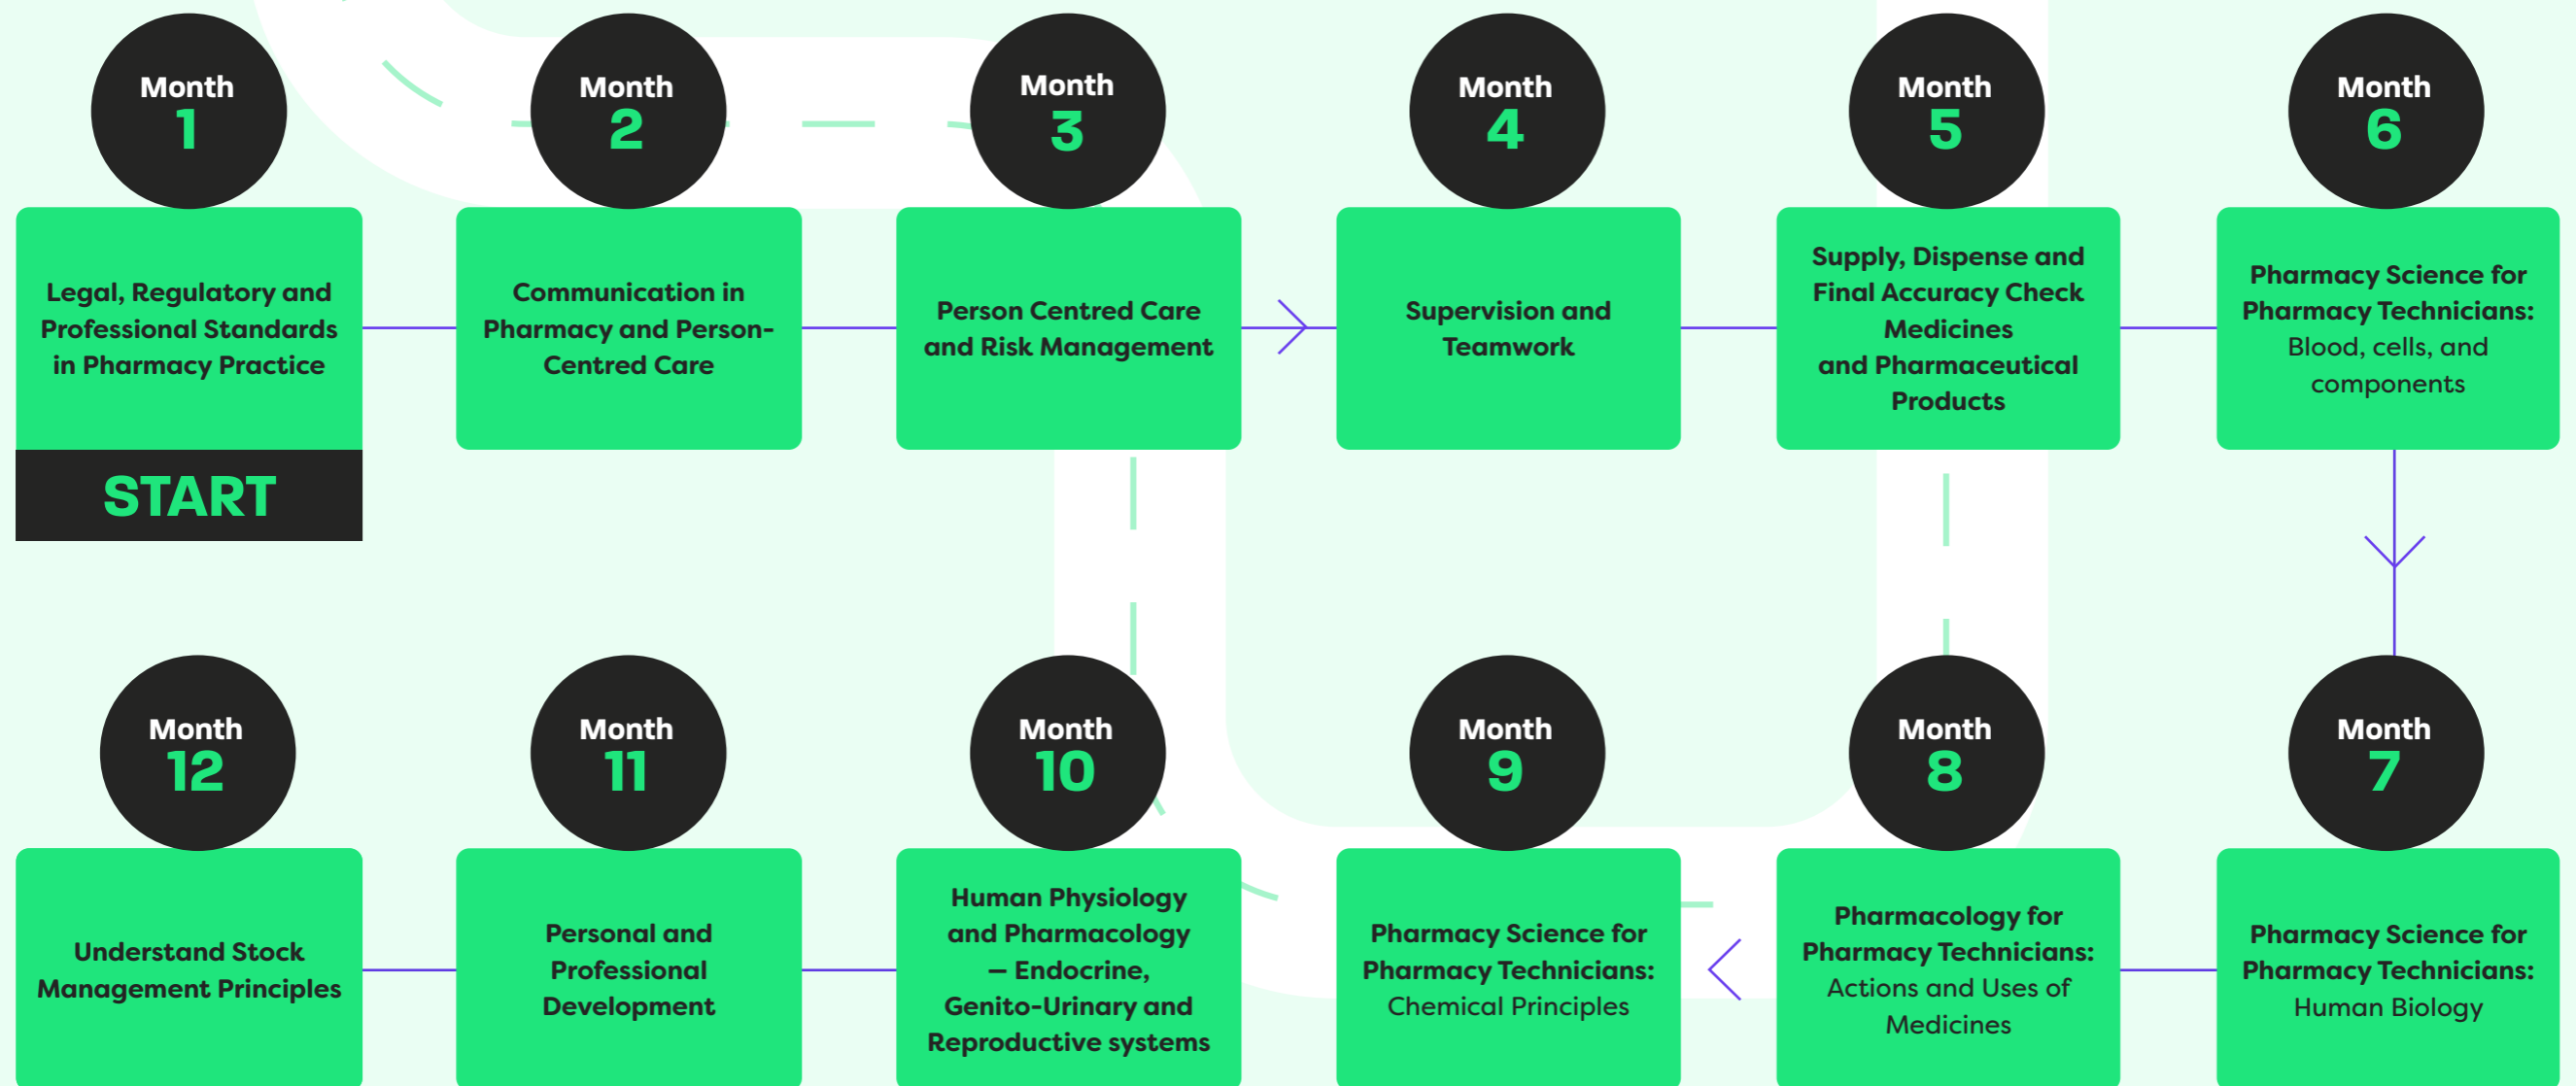 Month
1
Legal, Regulatory and
Professional Standards
in Pharmacy Practice
START
Month
2
Communication in
Pharmacy and Person-
Centred Care
Month
3
Person Centred Care
and Risk Management
Month
4
Supervision and
Teamwork
Month
5
Supply, Dispense and
Final Accuracy Check
Medicines
and Pharmaceutical
Products
Month
6
Pharmacy Science for
Pharmacy Technicians:
Blood, cells, and
components
Month
7
Pharmacy Science for
Pharmacy Technicians:
Human Biology
Month
8
Pharmacology for
Pharmacy Technicians:
Actions and Uses of
Medicines
Month
9
Pharmacy Science for
Pharmacy Technicians:
Chemical Principles
Month
10
Human Physiology
and Pharmacology
– Endocrine,
Genito-Urinary and
Reproductive systems
Month
11
Personal and
Professional
Development
Month
12
Understand Stock
Management Principles